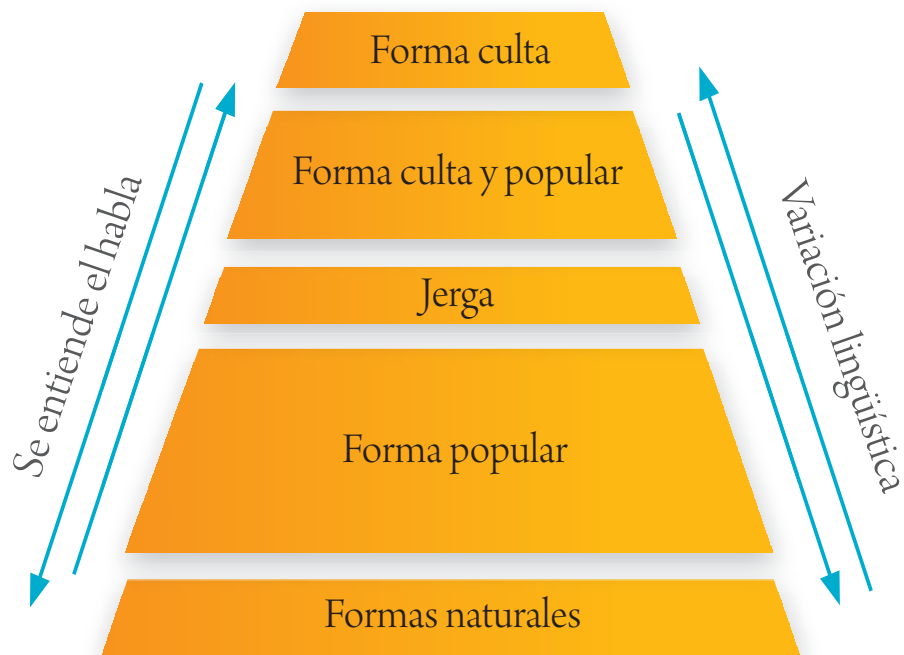 Forma culta
Forma culta y popular
Jerga
Forma popular
Formas naturales
Se entiende el habla
Variación lingüística